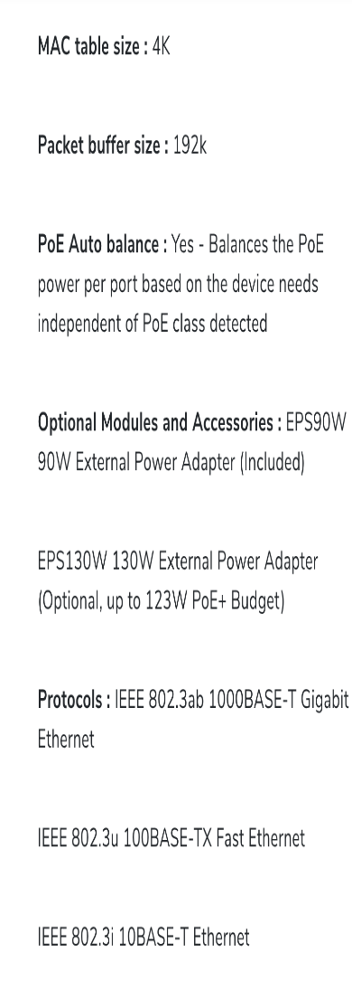 MAC table size : 4K
Packet buffer size : 192k
PoE Auto balance : Yes - Balances the PoE
power per port based on the device needs
independent of PoE class detected
Optional Modules and Accessories : EPS90W
90W External Power Adapter (Included)
EPS130W 130W External Power Adapter
(Optional, up to 123W PoE+ Budget)
Protocols : IEEE 802.3ab 1000BASE-T Gigabit
Ethernet
IEEE 802.3u 100BASE-TX Fast Ethernet
IEEE 802.3i 10BASE-T Ethernet